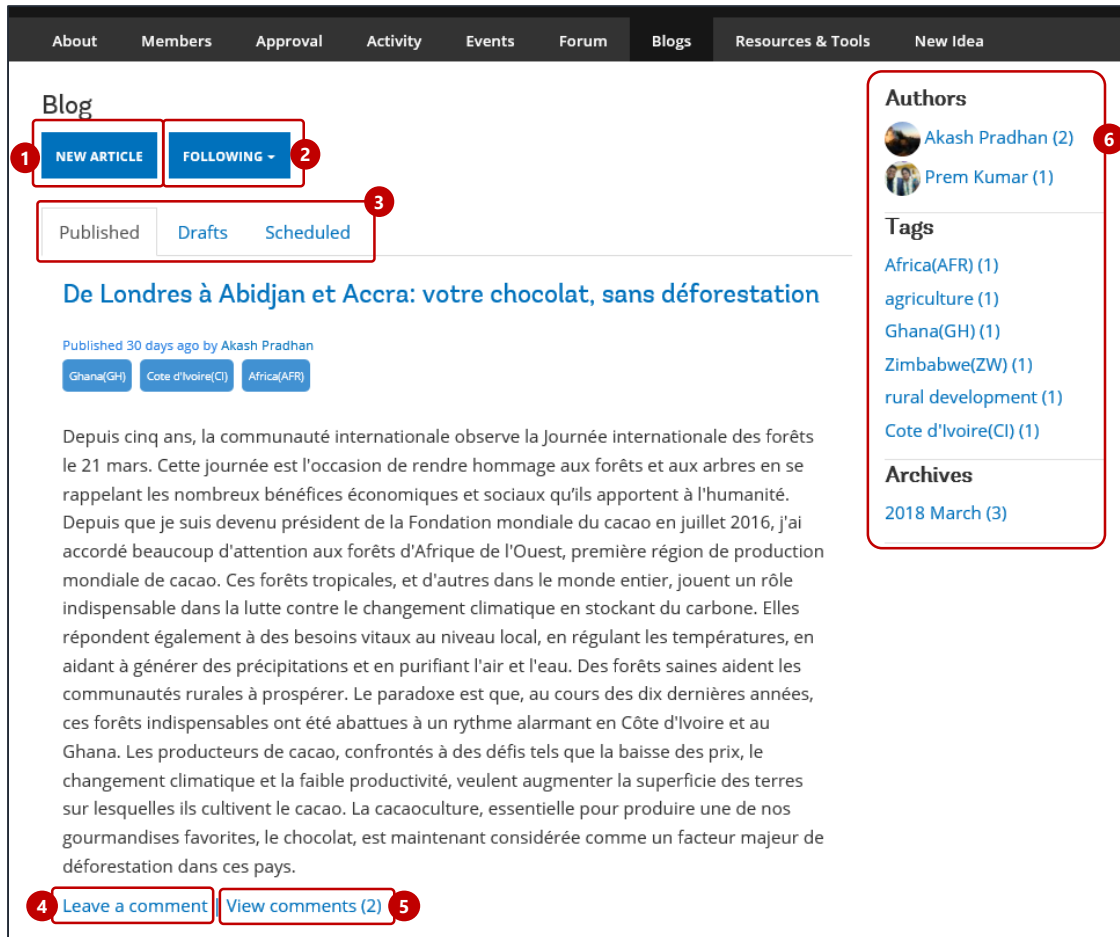 About Members Approval Activity Events Forum Blogs Resources & Tools New Idea
Blog
1 NEW ARTICLE FOLLOWING 2
3
Published Drafts Scheduled
De Londres à Abidjan et Accra: votre chocolat, sans déforestation
Published 30 days ago by Akash Pradhan
Ghana(GH) Cote d'Ivoire(CI) Africa(AFR)
Depuis cinq ans, la communauté internationale observe la Journée internationale des forêts
le 21 mars. Cette journée est l'occasion de rendre hommage aux forêts et aux arbres en se
rappelant les nombreux bénéfices économiques et sociaux qu'ils apportent à l'humanité.
Depuis que je suis devenu président de la Fondation mondiale du cacao en juillet 2016, j'ai
accordé beaucoup d'attention aux forêts d'Afrique de l'Ouest, première région de production
mondiale de cacao. Ces forêts tropicales, et d'autres dans le monde entier, jouent un rôle
indispensable dans la lutte contre le changement climatique en stockant du carbone. Elles
répondent également à des besoins vitaux au niveau local, en régulant les températures, en
aidant à générer des précipitations et en purifiant l'air et l'eau. Des forêts saines aident les
communautés rurales à prospérer. Le paradoxe est que, au cours des dix dernières années,
ces forêts indispensables ont été abattues à un rythme alarmant en Côte d'Ivoire et au
Ghana. Les producteurs de cacao, confrontés à des défis tels que la baisse des prix, le
changement climatique et la faible productivité, veulent augmenter la superficie des terres
sur lesquelles ils cultivent le cacao. La cacaoculture, essentielle pour produire une de nos
gourmandises favorites, le chocolat, est maintenant considérée comme un facteur majeur de
déforestation dans ces pays.
4 Leave a comment | View comments (2) 5
Authors
Akash Pradhan (2) 6
Prem Kumar (1)
Tags
Africa(AFR) (1)
agriculture (1)
Ghana(GH) (1)
Zimbabwe(ZW) (1)
rural development (1)
Cote d'Ivoire(CI) (1)
Archives
2018 March (3)